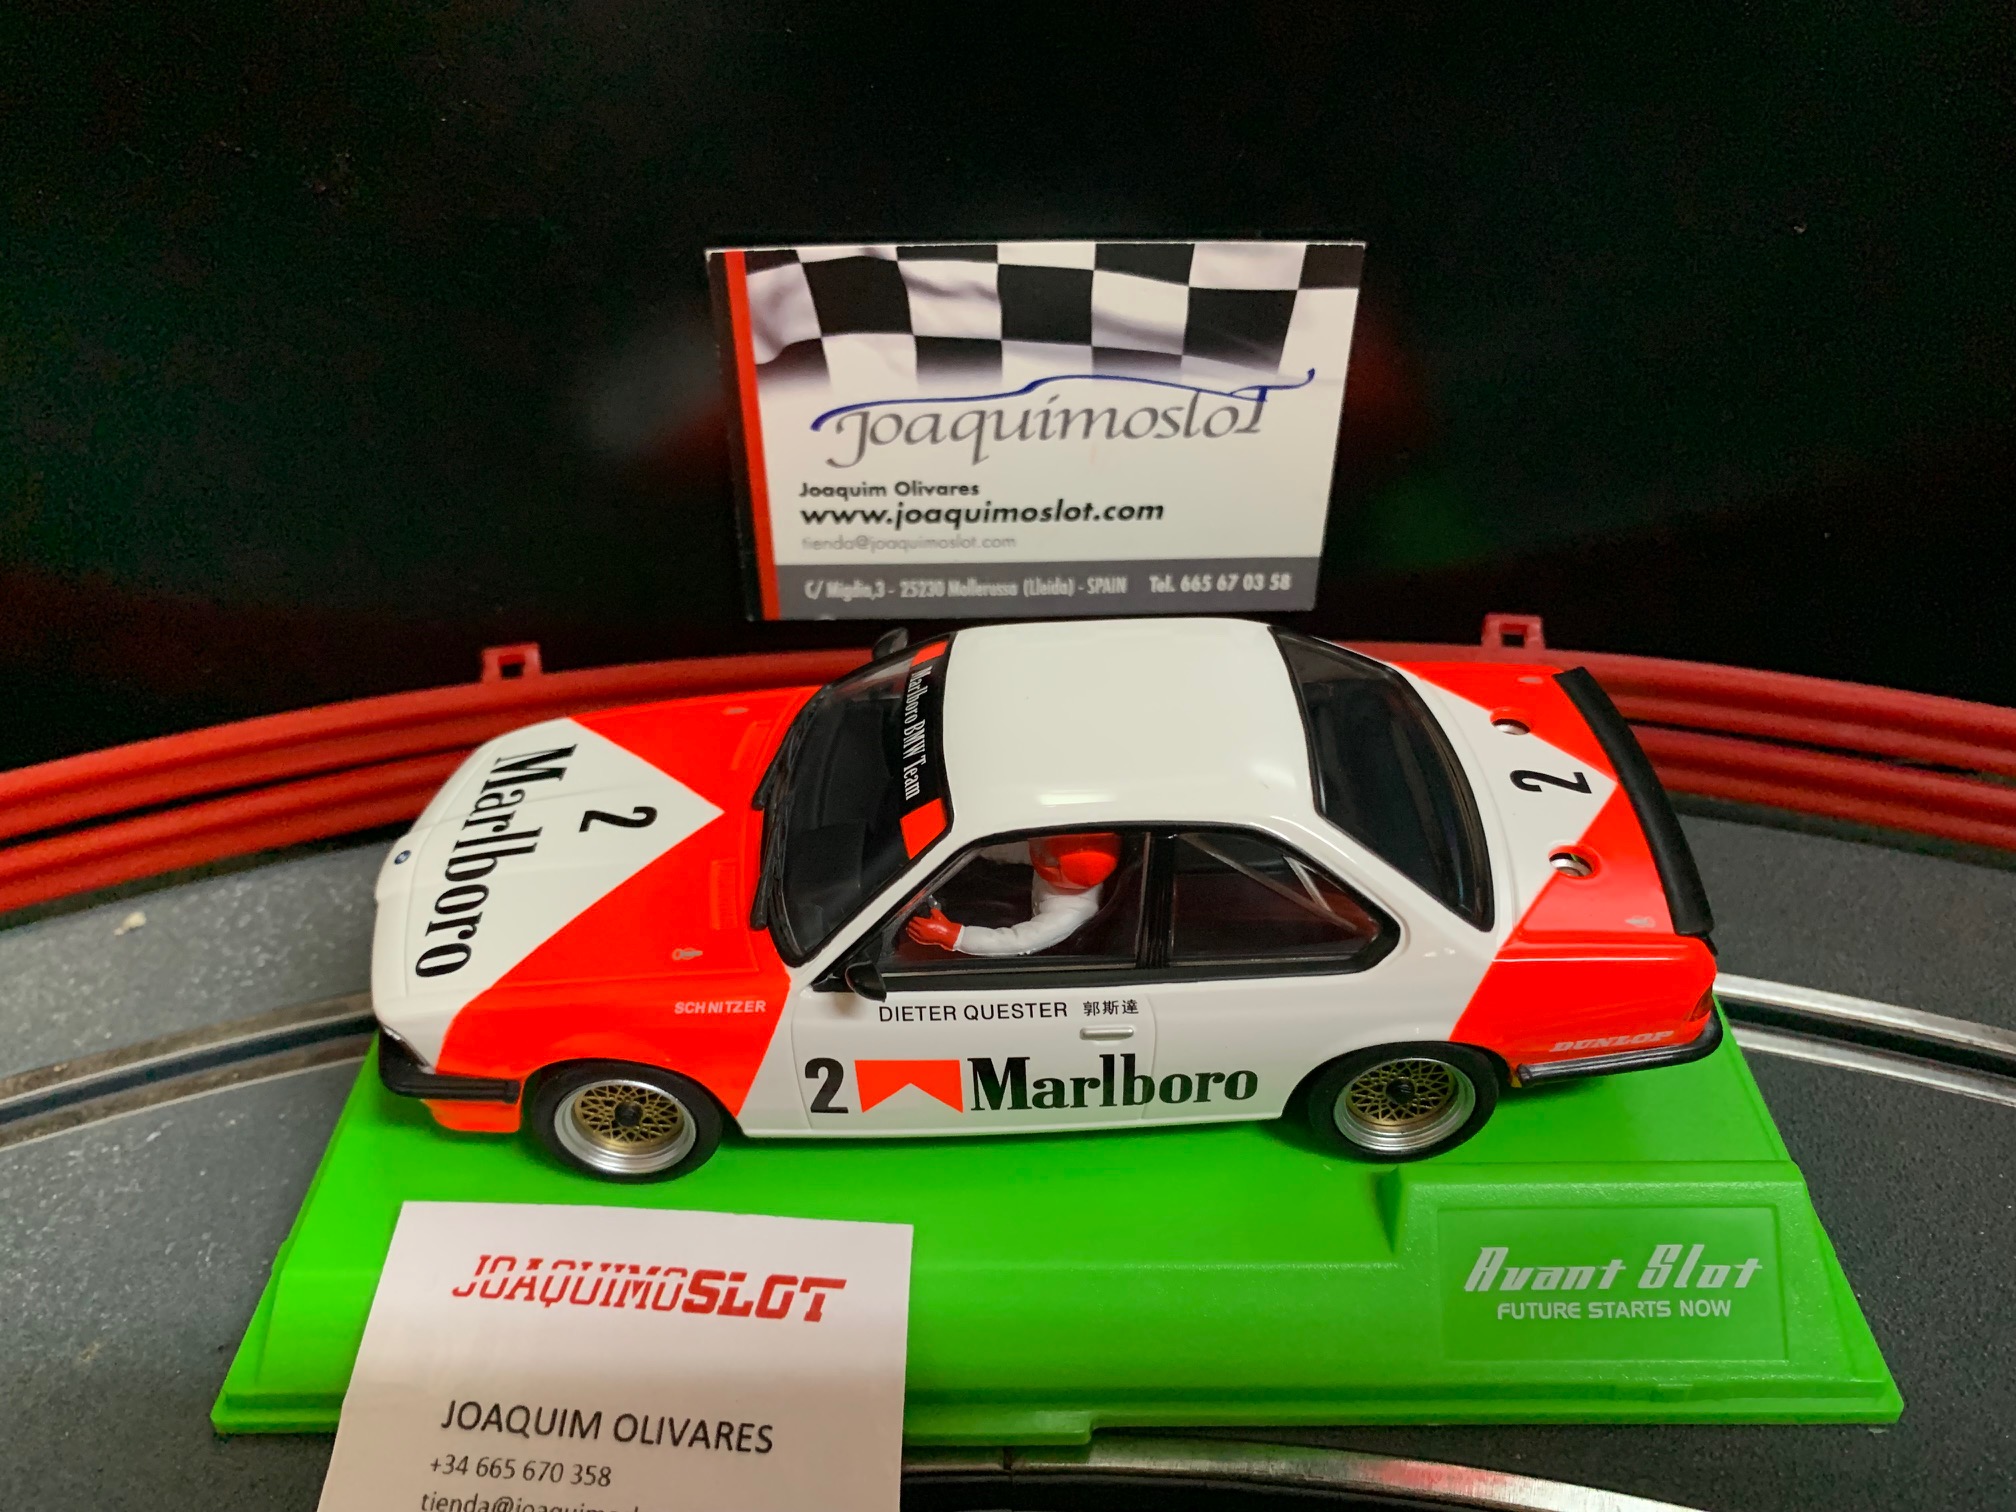 Joaquimoslot
Joaquim Olivares
www.joaquimoslot.com
tienda@joaquimoslot.com
C/ Migdia,3 - 25230 Mollerussa (Lleida) - SPAIN Tel. 665 67 03 58
Marlboro BMW Team
2
2
Marlboro
SCHNITZER
DIETER QUESTER 郭斯達
2 Marlboro
DUNLOP
Avant Slot
FUTURE STARTS NOW
JOAQUIMOSLOT
JOAQUIM OLIVARES
+34 665 670 358